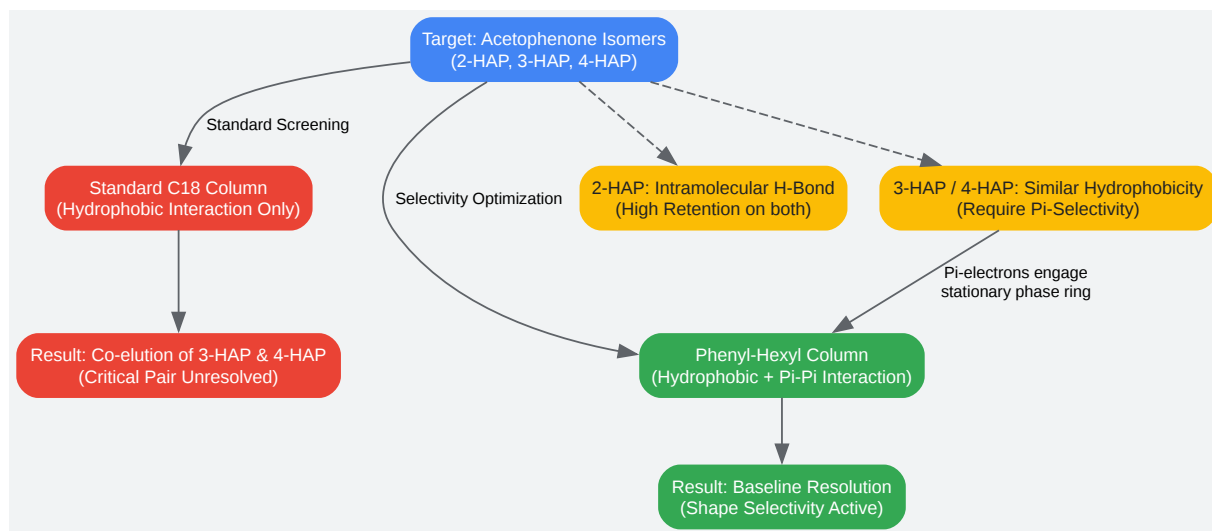 Target: Acetophenone Isomers
(2-HAP, 3-HAP, 4-HAP)
Standard Screening
Standard C18 Column
(Hydrophobic Interaction Only)
Selectivity Optimization
2-HAP: Intramolecular H-Bond
(High Retention on both)
3-HAP / 4-HAP: Similar Hydrophobicity
(Require Pi-Selectivity)
Pi-electrons engage
stationary phase ring
Result: Co-elution of 3-HAP & 4-HAP
(Critical Pair Unresolved)
Phenyl-Hexyl Column
(Hydrophobic + Pi-Pi Interaction)
Result: Baseline Resolution
(Shape Selectivity Active)